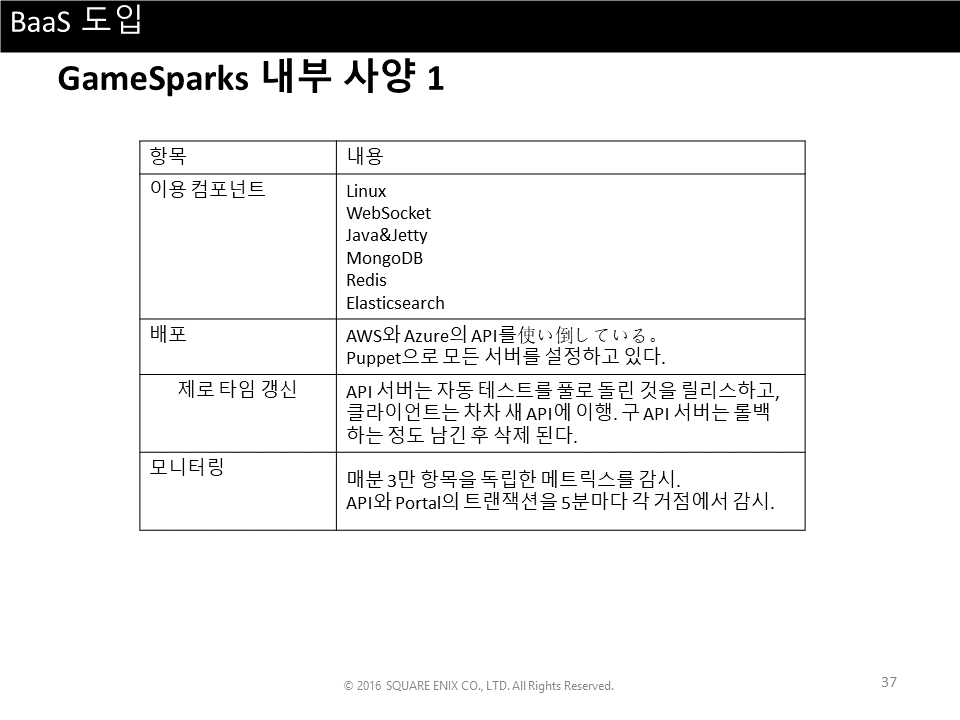 BaaS 도입
GameSparks 내부 사양 1
항목
내용
이용 컴포넌트
Linux
WebSocket
Java&Jetty
MongoDB
Redis
Elasticsearch
배포
AWS와 Azure의 API를使い倒している。
Puppet으로 모든 서버를 설정하고 있다.
제로 타임 갱신
API 서버는 자동 테스트를 풀로 돌린 것을 릴리스하고,
클라이언트는 차차 새 API에 이행. 구 API 서버는 롤백
하는 정도 남긴 후 삭제 된다.
모니터링
매분 3만 항목을 독립한 메트릭스를 감시.
API와 Portal의 트랜잭션을 5분마다 각 거점에서 감시.
© 2016 SQUARE ENIX CO., LTD. All Rights Reserved.
37